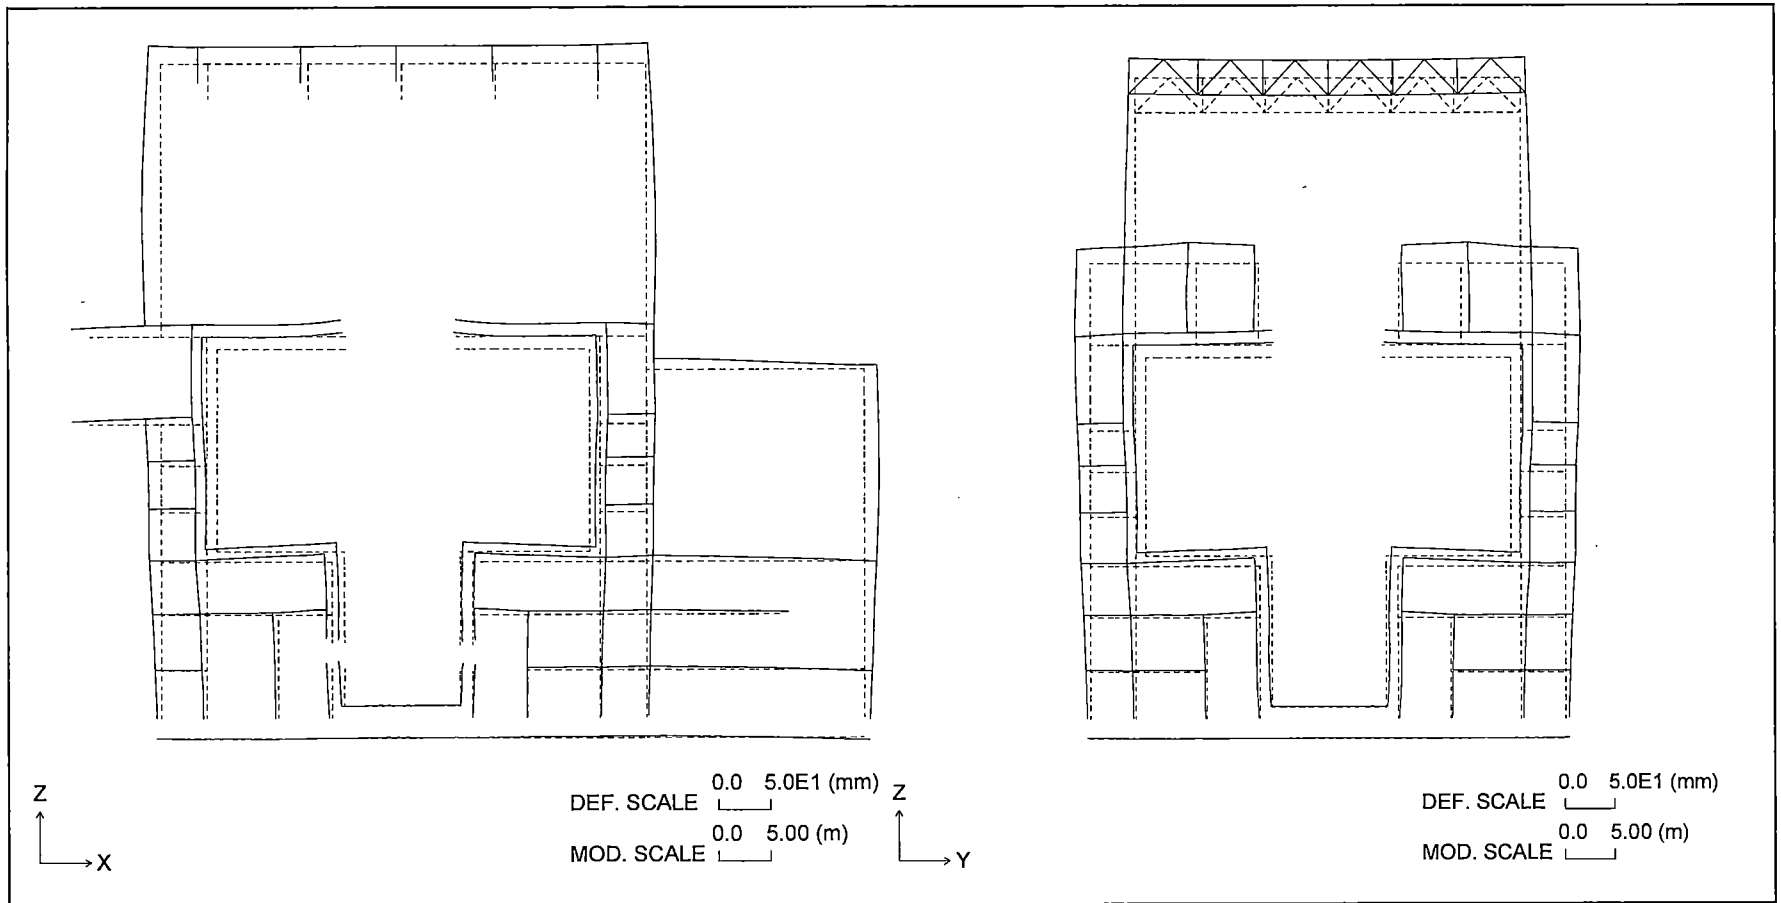 Z
X
0.0 5.0E1 (mm)
DEF. SCALE
0.0 5.00 (m)
MOD. SCALE
Z
Y
0.0 5.0E1 (mm)
DEF. SCALE
0.0 5.00 (m)
MOD. SCALE